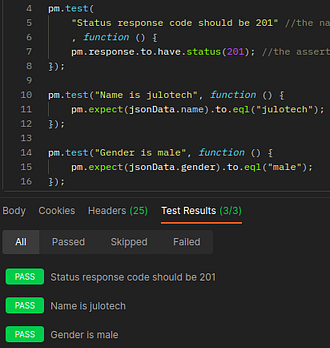 4 pm.test(
5 "Status response code should be 201" //the na
6 , function () {
7 pm.response.to.have.status(201); //the assert
8 });
9
10 pm.test("Name is julotech", function () {
11 pm.expect(jsonData.name).to.eql("julotech");
12 });
13
14 pm.test("Gender is male", function () {
15 pm.expect(jsonData.gender).to.eql("male");
16 });
Body Cookies Headers (25) Test Results (3/3)
All Passed Skipped Failed
PASS Status response code should be 201
PASS Name is julotech
PASS Gender is male